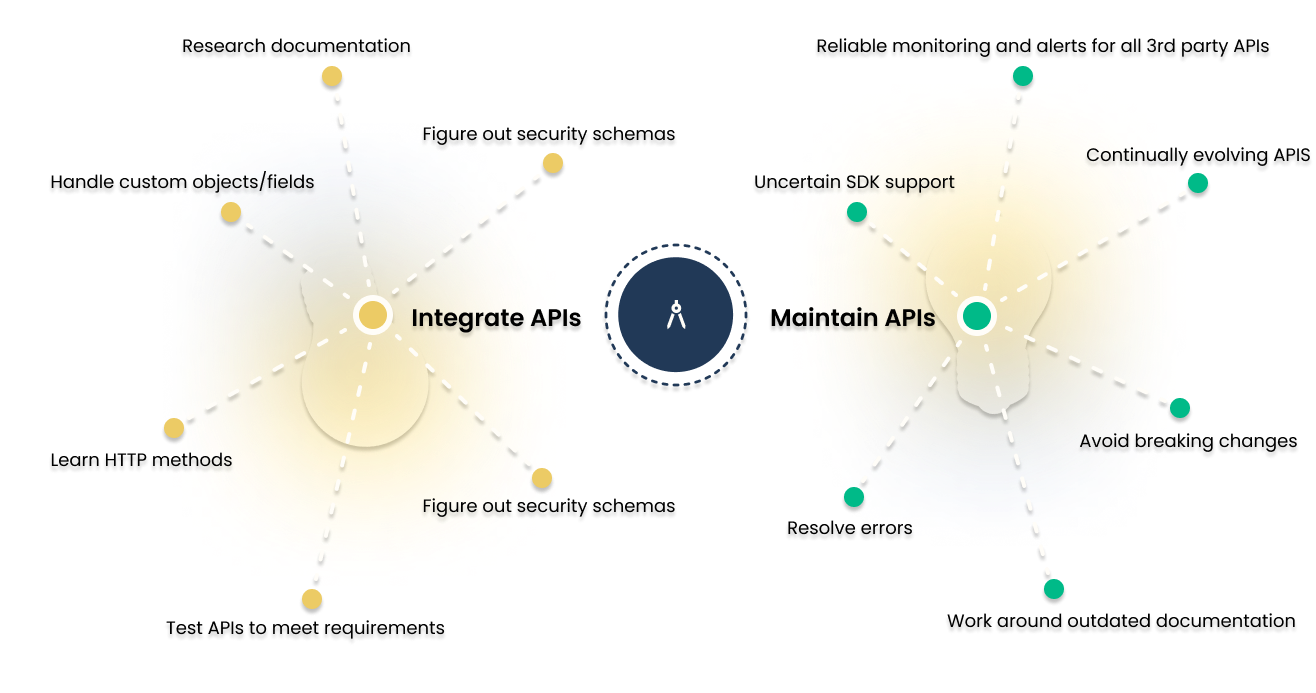 Research documentation
Figure out security schemas
Handle custom objects/fields
Integrate APIs
Learn HTTP methods
Figure out security schemas
Test APIs to meet requirements
Reliable monitoring and alerts for all 3rd party APIs
Continually evolving APIS
Uncertain SDK support
Maintain APIs
Avoid breaking changes
Resolve errors
Work around outdated documentation